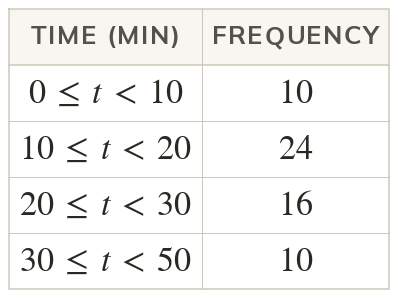 TIME (MIN) FREQUENCY
0 ≤ t < 10 10
10 ≤ t < 20 24
20 ≤ t < 30 16
30 ≤ t < 50 10